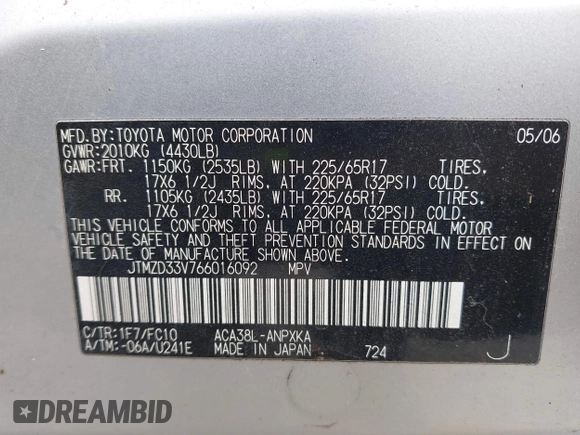 MFD. BY: TOYOTA MOTOR CORPORATION 05/06
GVWR: 2010KG (4430LB)
GAWR: FRT. 1150KG (2535LB) WITH 225/65R17 TIRES,
17X6 1/2J RIMS, AT 220KPA (32PSI) COLD.
RR. 1105KG (2435LB) WITH 225/65R17 TIRES,
17X6 1/2J RIMS, AT 220KPA (32PSI) COLD.
THIS VEHICLE CONFORMS TO ALL APPLICABLE FEDERAL MOTOR
VEHICLE SAFETY AND THEFT PREVENTION STANDARDS IN EFFECT ON
THE DATE OF MANUFACTURE SHOWN ABOVE.
JTMZD33V766016092 MPV
C/TR: 1F7/FC10 ACA38L-ANPXKA
A/TM: -06A/U241E MADE IN JAPAN 724 J
DREAMBID